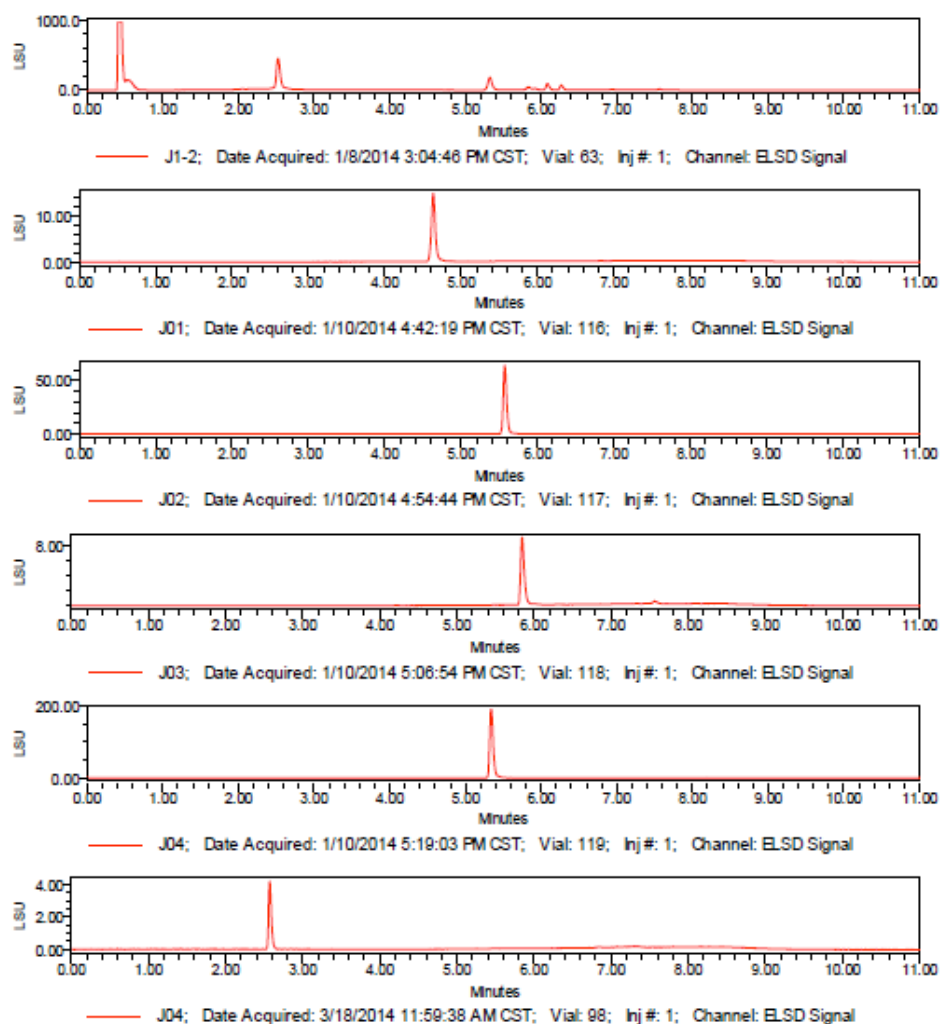 1000.0
LSU
0.0
0.00 1.00 2.00 3.00 4.00 5.00 6.00 7.00 8.00 9.00 10.00 11.00
Minutes
J1-2; Date Acquired: 1/8/2014 3:04:46 PM CST; Vial: 63; Inj #: 1; Channel: ELSD Signal
10.00
LSU
0.00
0.00 1.00 2.00 3.00 4.00 5.00 6.00 7.00 8.00 9.00 10.00 11.00
Minutes
J01; Date Acquired: 1/10/2014 4:42:19 PM CST; Vial: 116; Inj #: 1; Channel: ELSD Signal
50.00
LSU
0.00
0.00 1.00 2.00 3.00 4.00 5.00 6.00 7.00 8.00 9.00 10.00 11.00
Minutes
J02; Date Acquired: 1/10/2014 4:54:44 PM CST; Vial: 117; Inj #: 1; Channel: ELSD Signal
8.00
LSU
0.00 1.00 2.00 3.00 4.00 5.00 6.00 7.00 8.00 9.00 10.00 11.00
Minutes
J03; Date Acquired: 1/10/2014 5:06:54 PM CST; Vial: 118; Inj #: 1; Channel: ELSD Signal
200.00
LSU
0.00
0.00 1.00 2.00 3.00 4.00 5.00 6.00 7.00 8.00 9.00 10.00 11.00
Minutes
J04; Date Acquired: 1/10/2014 5:19:03 PM CST; Vial: 119; Inj #: 1; Channel: ELSD Signal
4.00
LSU
2.00
0.00
0.00 1.00 2.00 3.00 4.00 5.00 6.00 7.00 8.00 9.00 10.00 11.00
Minutes
J04; Date Acquired: 3/18/2014 11:59:38 AM CST; Vial: 98; Inj #: 1; Channel: ELSD Signal